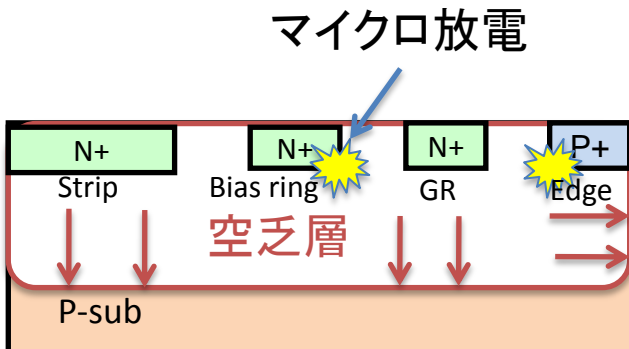 マイクロ放電
N+ N+ N+ P+
Strip Bias ring GR Edge
空乏層
P-sub